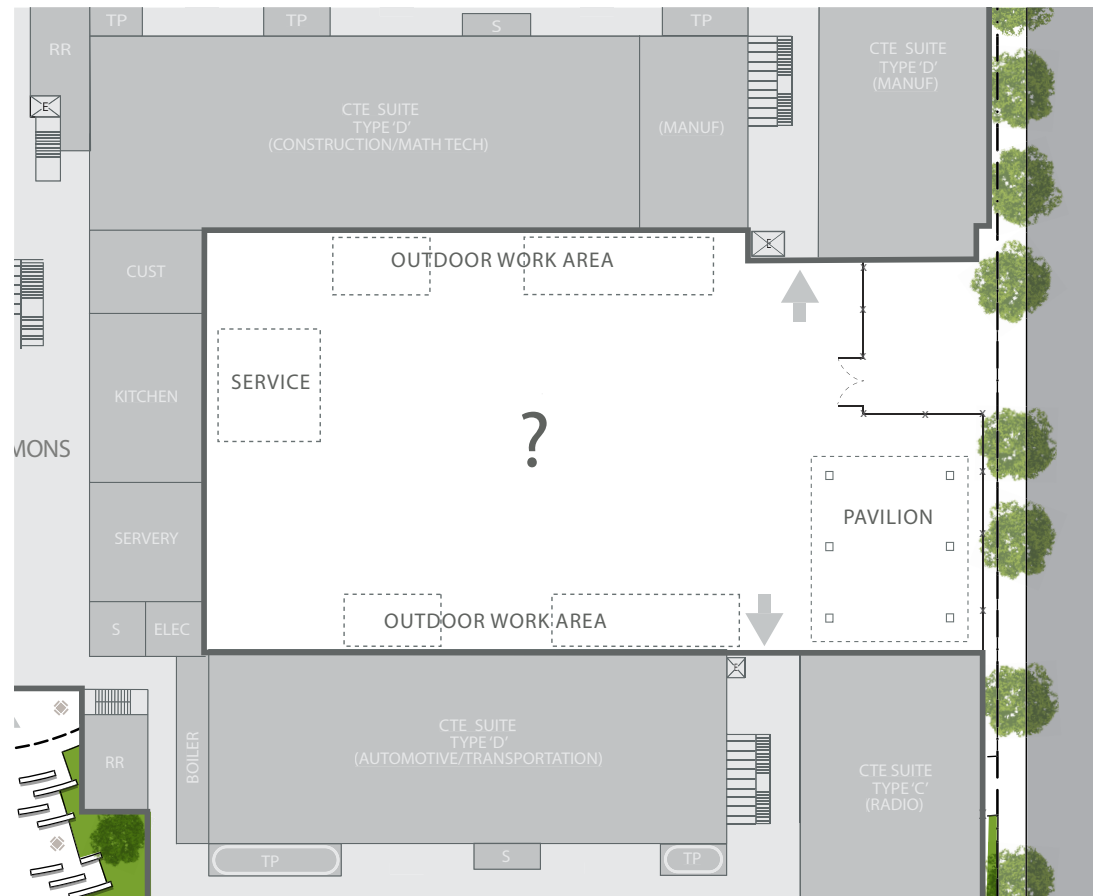 TP
TP
S
TP
RR
E
CTE SUITE
TYPE 'D'
(CONSTRUCTION/MATH TECH)
(MANUF)
CTE SUITE
TYPE 'D'
(MANUF)
CUST
E
OUTDOOR WORK AREA
SERVICE
KITCHEN
?
MONS
PAVILION
SERVERY
S
ELEC
OUTDOOR WORK AREA
E
BOILER
RR
CTE SUITE
TYPE 'D'
(AUTOMOTIVE/TRANSPORTATION)
CTE SUITE
TYPE 'C'
(RADIO)
TP
S
TP